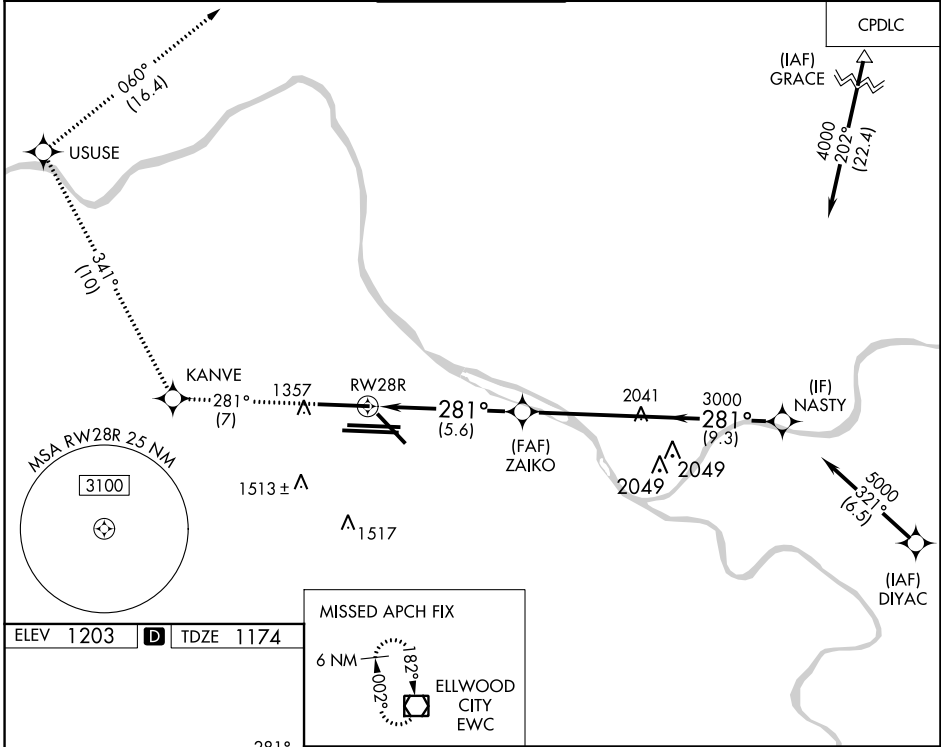 CPDLC
060°
(16.4)
USUSE
(IAF)
GRACE
4000
202°
(22.4)
341°
(10)
KANVE
281°
(7)
1357
RW28R
281°
(5.6)
(FAF)
ZAIKO
2041
3000
281°
(9.3)
(IF)
NASTY
2049
2049
5000
321°
(6.5)
(IAF)
DIYAC
MSA RW28R 25 NM
3100
1513 ±
1517
ELEV 1203 D TDZE 1174
MISSED APCH FIX
6 NM
182°
002°
ELLWOOD
CITY
EWC